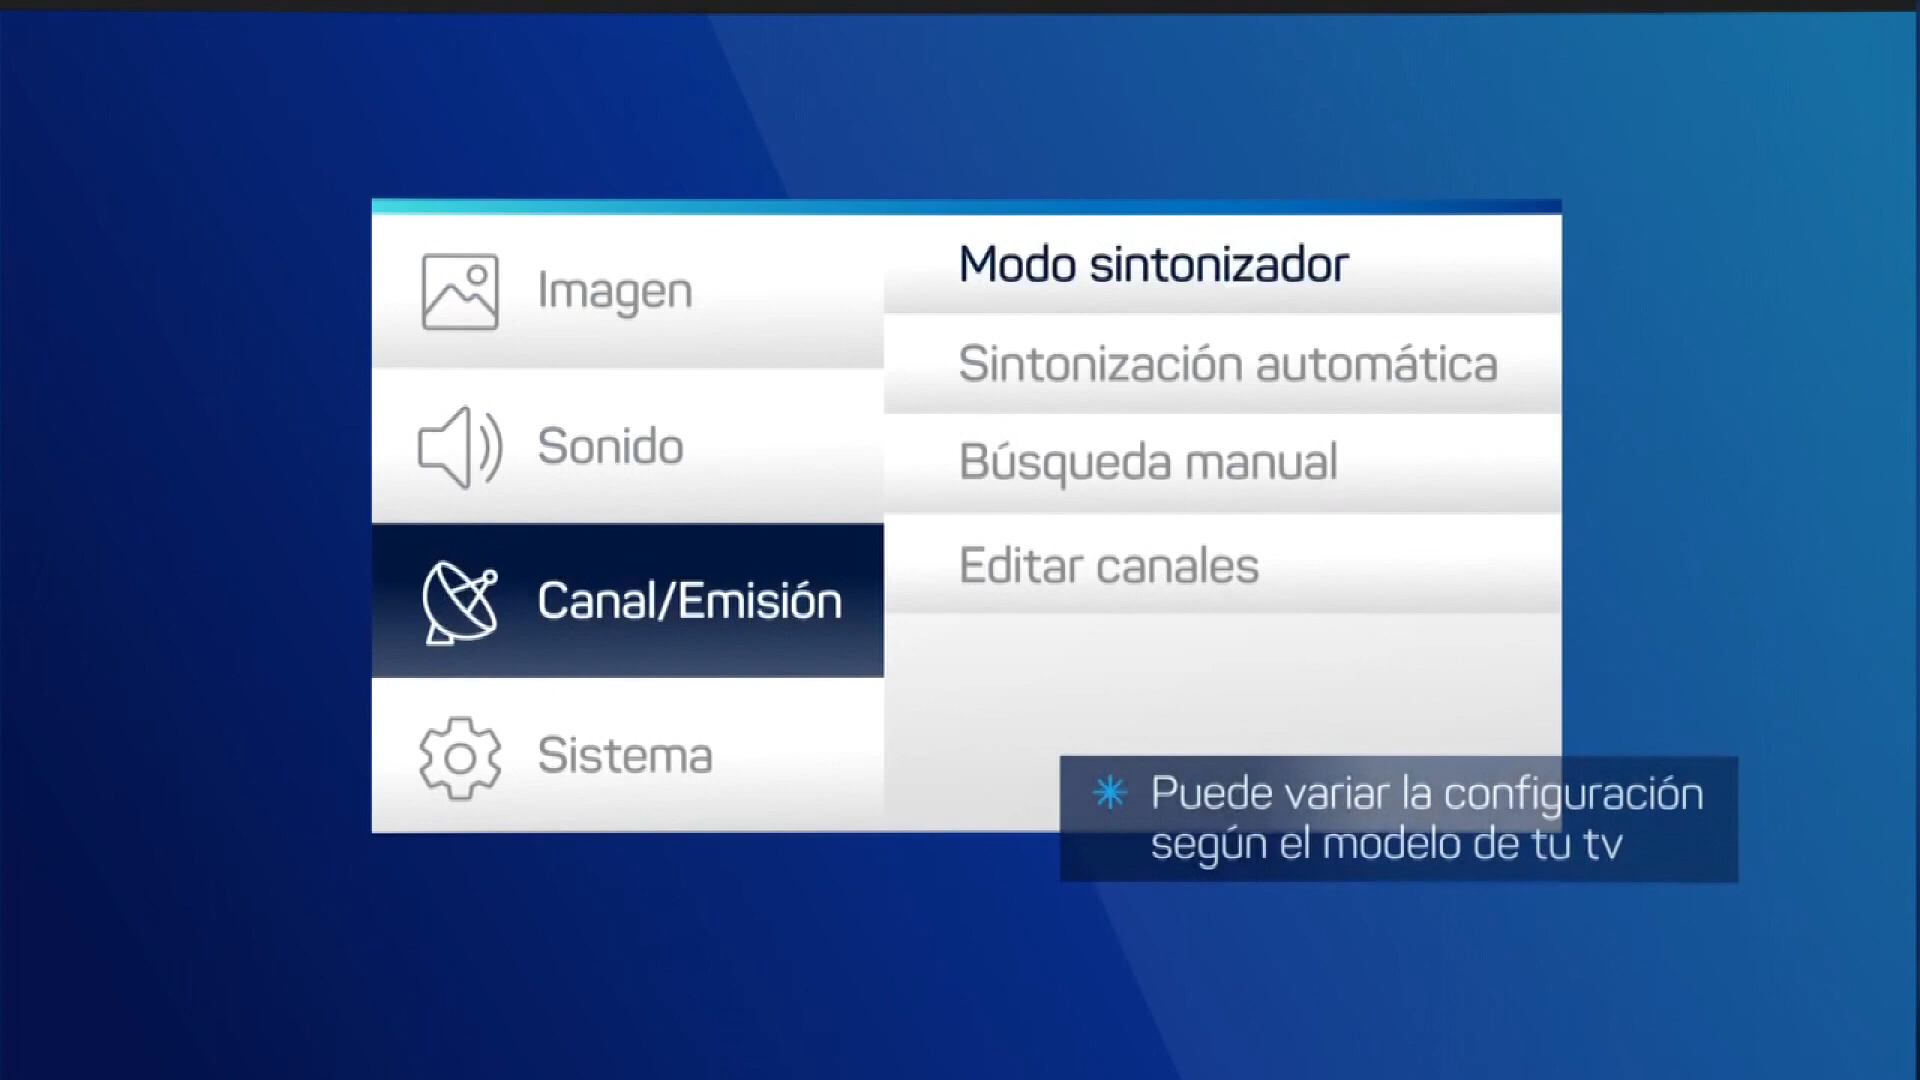 Imagen
Sonido
Canal/Emisión
Sistema
Modo sintonizador
Sintonización automática
Búsqueda manual
Editar canales
Puede variar la configuración
según el modelo de tu tv